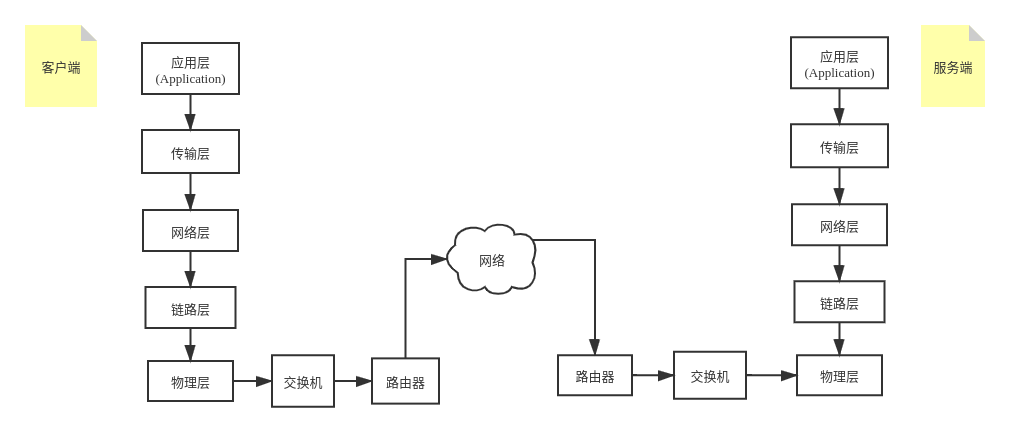 客户端
应用层
(Application)
传输层
网络层
链路层
物理层
交换机
路由器
网络
路由器
交换机
应用层
(Application)
传输层
网络层
链路层
物理层
服务端